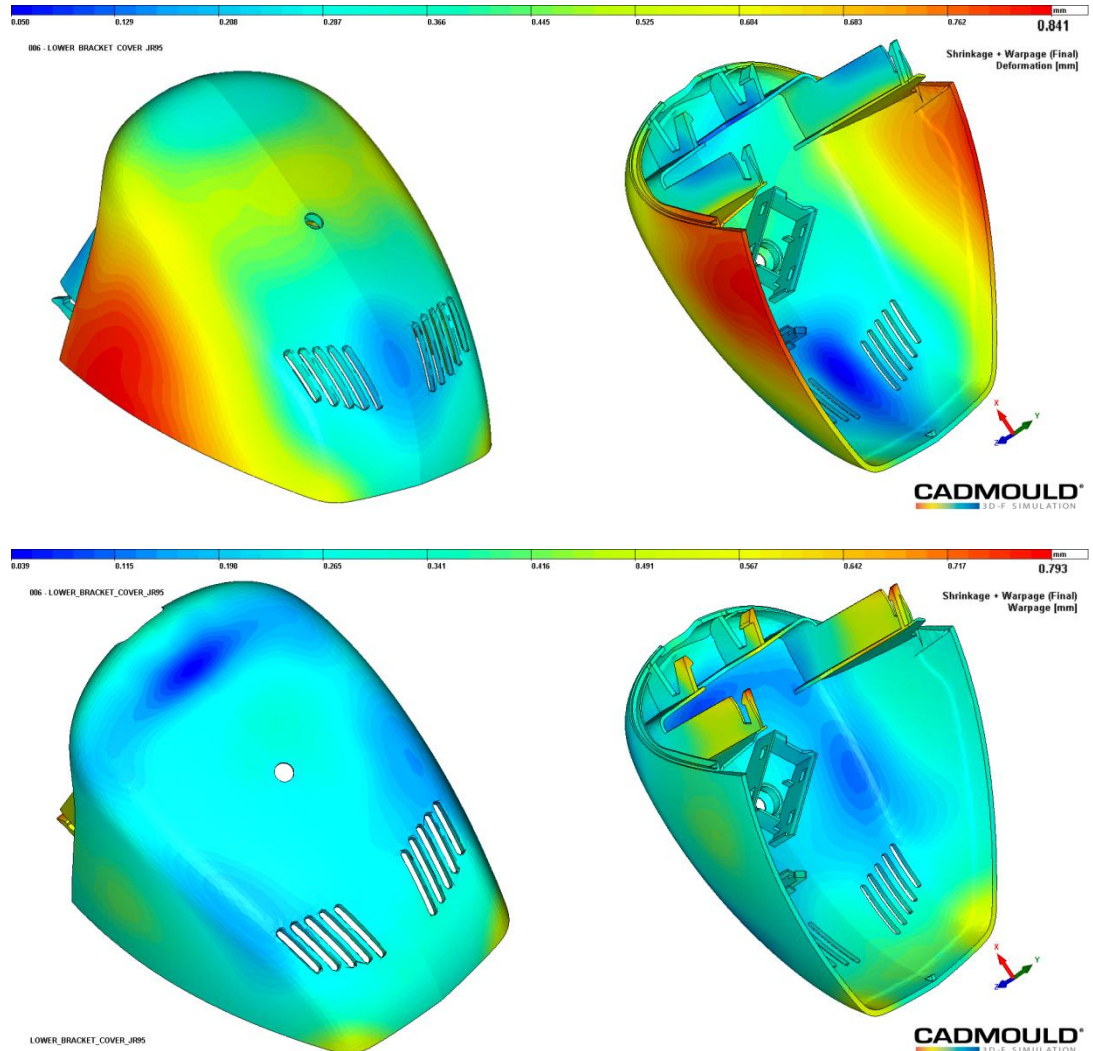 0.050 0.129 0.208 0.287 0.366 0.445 0.525 0.604 0.683 0.762 mm
0.841
006 - LOWER BRACKET COVER JR95
Shrinkage + Warpage (Final)
Deformation [mm]
X
Y
Z
CADMOULD®
3D-F SIMULATION
0.039 0.115 0.190 0.265 0.341 0.416 0.491 0.567 0.642 0.717 mm
0.793
006 - LOWER_BRACKET_COVER_JR95
Shrinkage + Warpage (Final)
Warpage [mm]
X
Y
Z
LOWER_BRACKET_COVER_JR95
CADMOULD®
3D-F SIMULATION